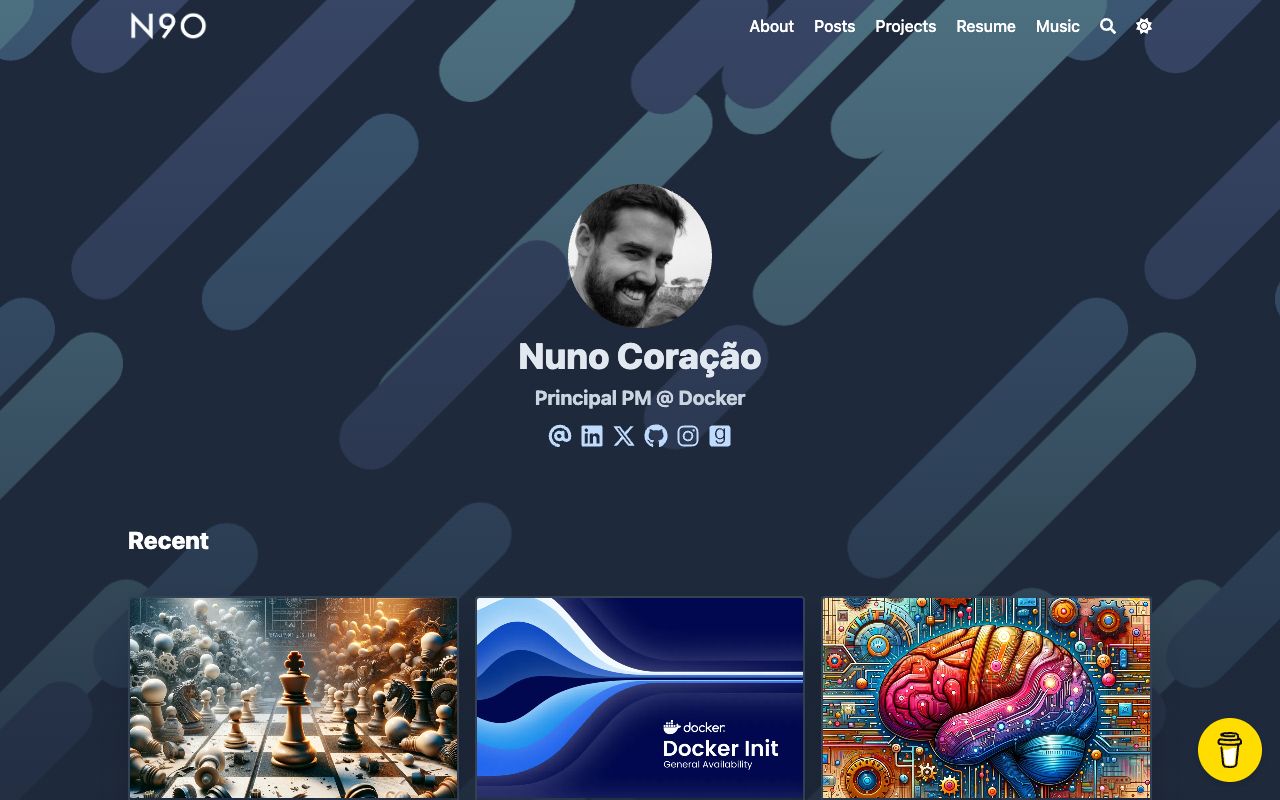 N9O
About
Posts
Projects
Resume
Music
Nuno Coração
Principal PM @ Docker
Recent
docker
Docker Init
General Availability